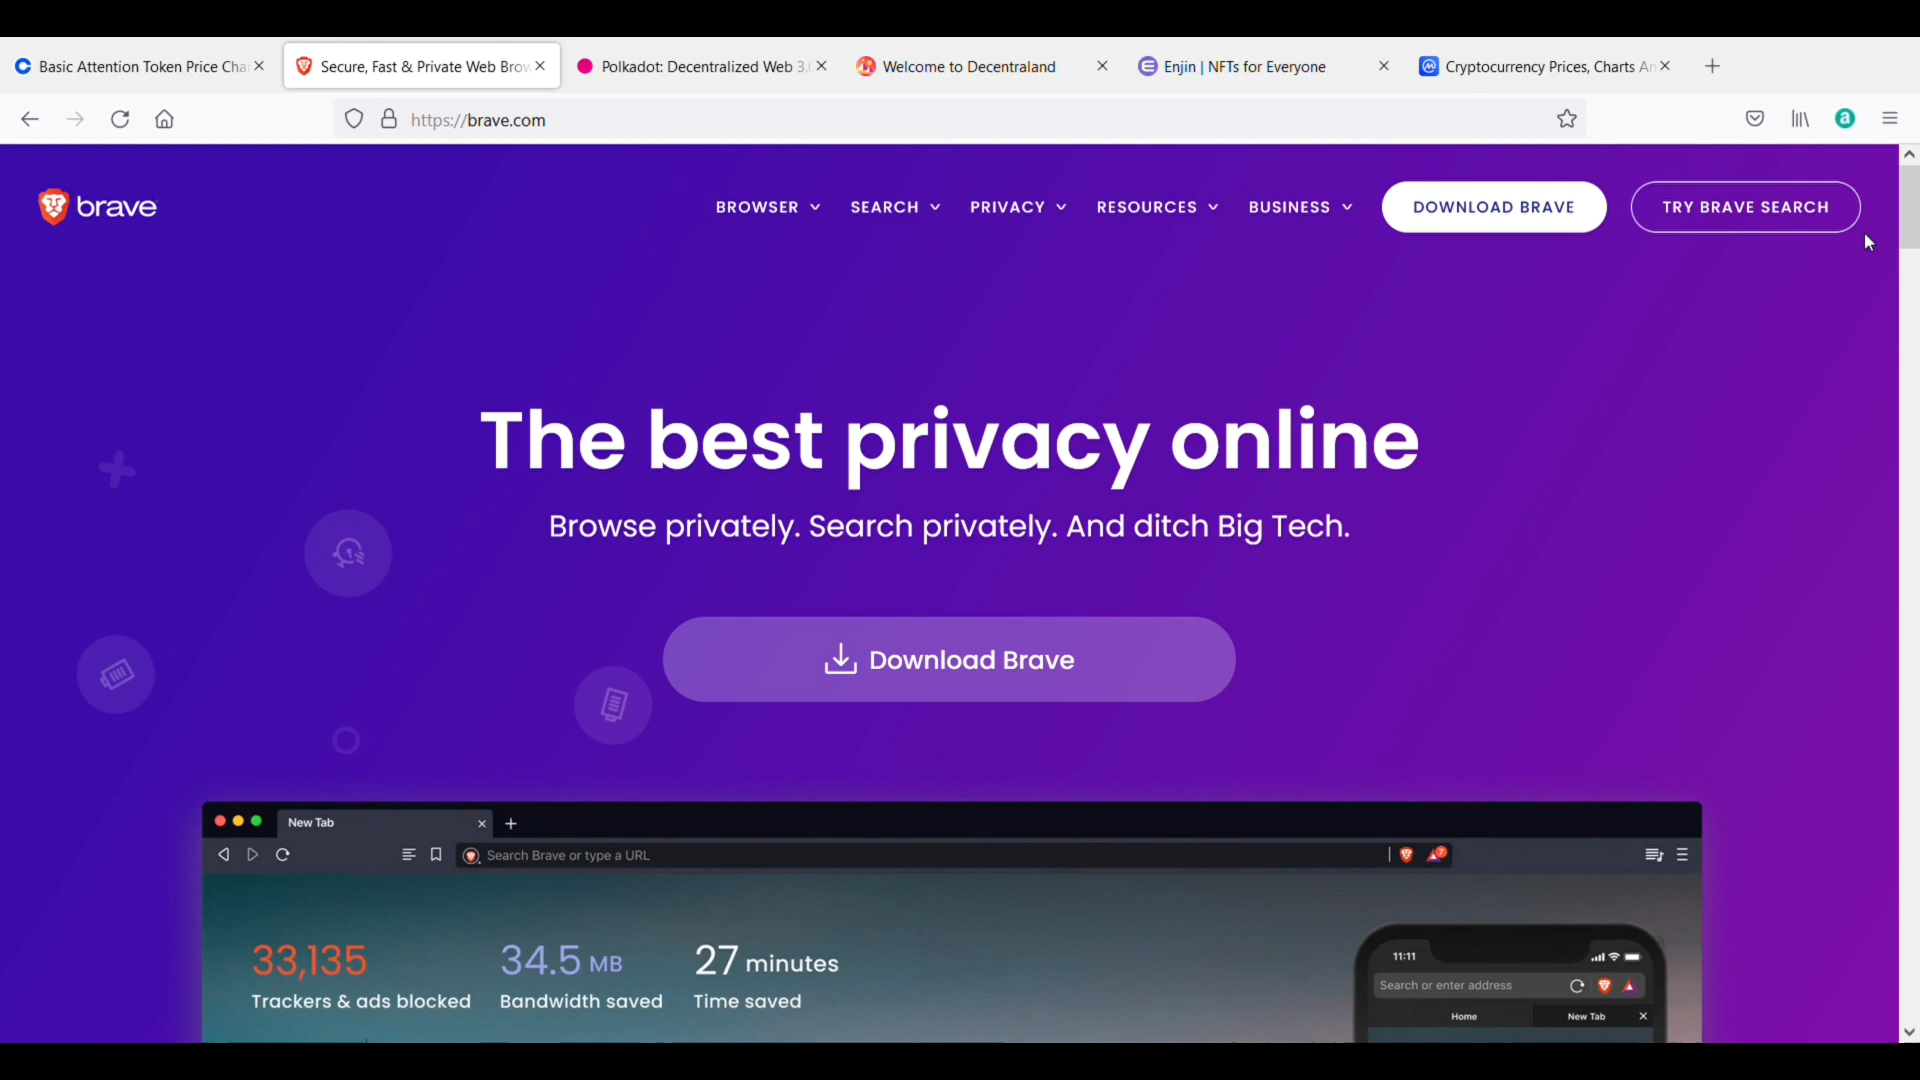 Basic Attention Token Price Cha
Secure, Fast & Private Web Brow
Polkadot: Decentralized Web 3.
Welcome to Decentraland
Enjin | NFTs for Everyone
Cryptocurrency Prices, Charts An
https://brave.com
a
brave
BROWSER
SEARCH
PRIVACY
RESOURCES
BUSINESS
DOWNLOAD BRAVE
TRY BRAVE SEARCH
The best privacy online
Browse privately. Search privately. And ditch Big Tech.
Download Brave
New Tab
Search Brave or type a URL
33,135
34.5 MB
27 minutes
Trackers & ads blocked
Bandwidth saved
Time saved
11:11
Search or enter address
Home
New Tab